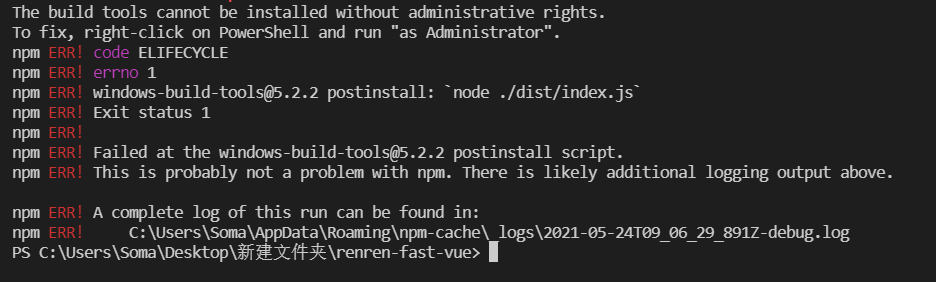 The build tools cannot be installed without administrative rights.
To fix, right-click on PowerShell and run "as Administrator".
npm ERR! code ELIFECYCLE
npm ERR! errno 1
npm ERR! windows-build-tools@5.2.2 postinstall: `node ./dist/index.js`
npm ERR! Exit status 1
npm ERR!
npm ERR! Failed at the windows-build-tools@5.2.2 postinstall script.
npm ERR! This is probably not a problem with npm. There is likely additional logging output above.
npm ERR! A complete log of this run can be found in:
npm ERR!     C:\Users\Soma\AppData\Roaming\npm-cache\_logs\2021-05-24T09_06_29_891Z-debug.log
PS C:\Users\Soma\Desktop\新建文件夹\renren-fast-vue>